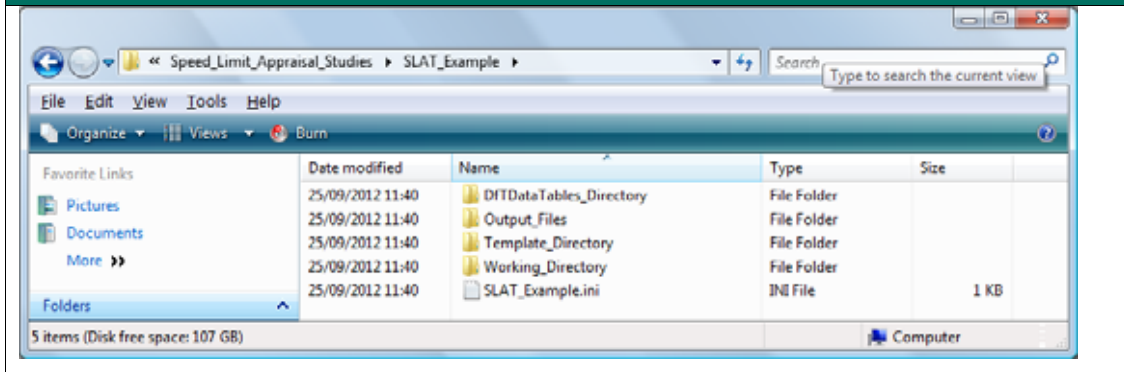 « Speed_Limit_Appraisal_Studies SLAT_Example Search
Type to search the current view
File Edit View Tools Help
Organize Views Burn
Favorite Links
Pictures
Documents
More
Folders
Date modified Name Type Size
25/09/2012 11:40 DfTDataTables_Directory File Folder
25/09/2012 11:40 Output_Files File Folder
25/09/2012 11:40 Template_Directory File Folder
25/09/2012 11:40 Working_Directory File Folder
25/09/2012 11:40 SLAT_Example.ini INI File 1 KB
5 items (Disk free space: 107 GB) Computer